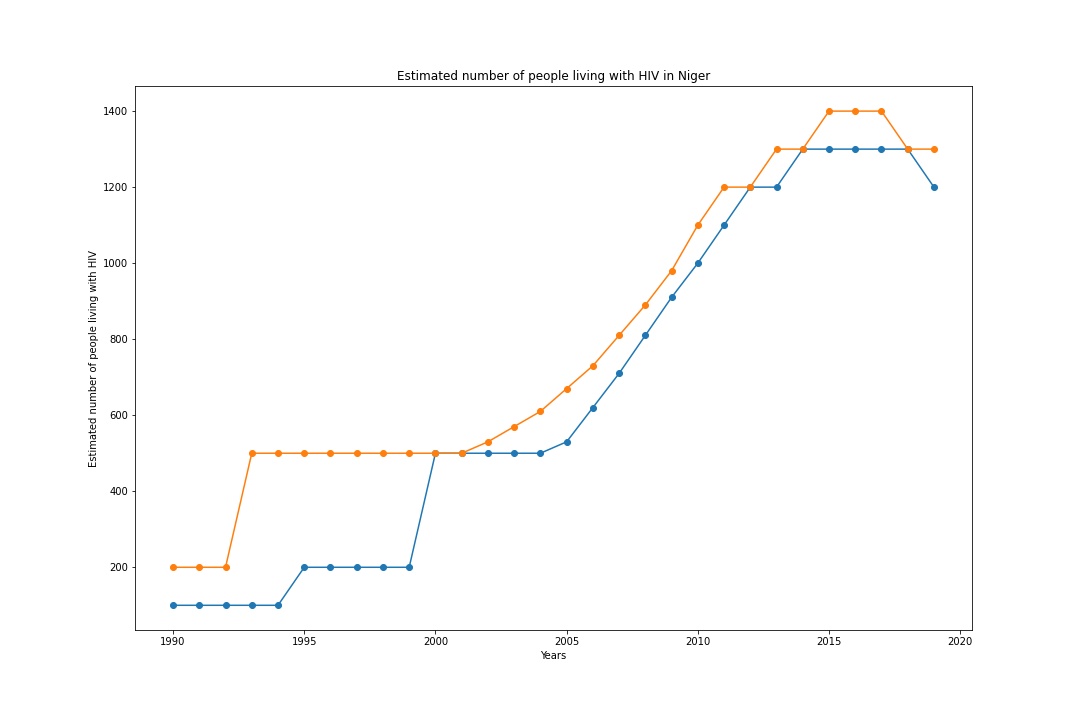 Estimated number of people living with HIV in Niger
Estimated number of people living with HIV
1400
1200
1000
800
600
400
200
1990 1995 2000 2005 2010 2015 2020
Years